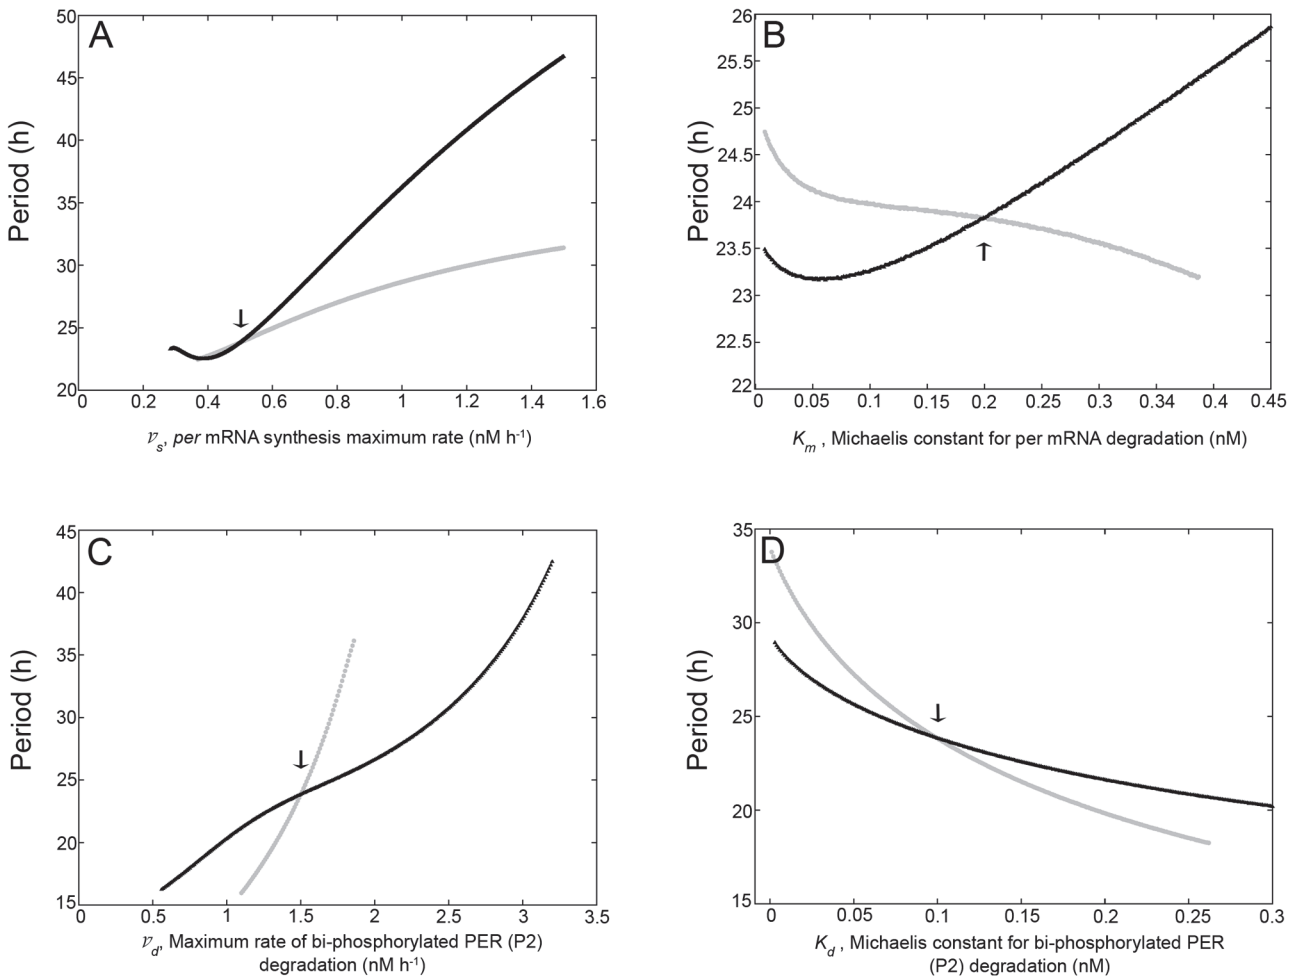 A
50
45
40
35
30
25
20
Period (h)
0 0.2 0.4 0.6 0.8 1 1.2 1.4 1.6
𝓋s, per mRNA synthesis maximum rate (nM h-1)
B
26
25.5
25
24.5
24
23.5
23
22.5
22
Period (h)
0 0.05 0.1 0.15 0.2 0.25 0.3 0.34 0.4 0.45
Km , Michaelis constant for per mRNA degradation (nM)
C
45
40
35
30
25
20
15
Period (h)
0 0.5 1 1.5 2 2.5 3 3.5
𝓋d, Maximum rate of bi-phosphorylated PER (P2)
degradation (nM h-1)
D
35
30
25
20
15
Period (h)
0 0.05 0.1 0.15 0.2 0.25 0.3
Kd , Michaelis constant for bi-phosphorylated PER
(P2) degradation (nM)